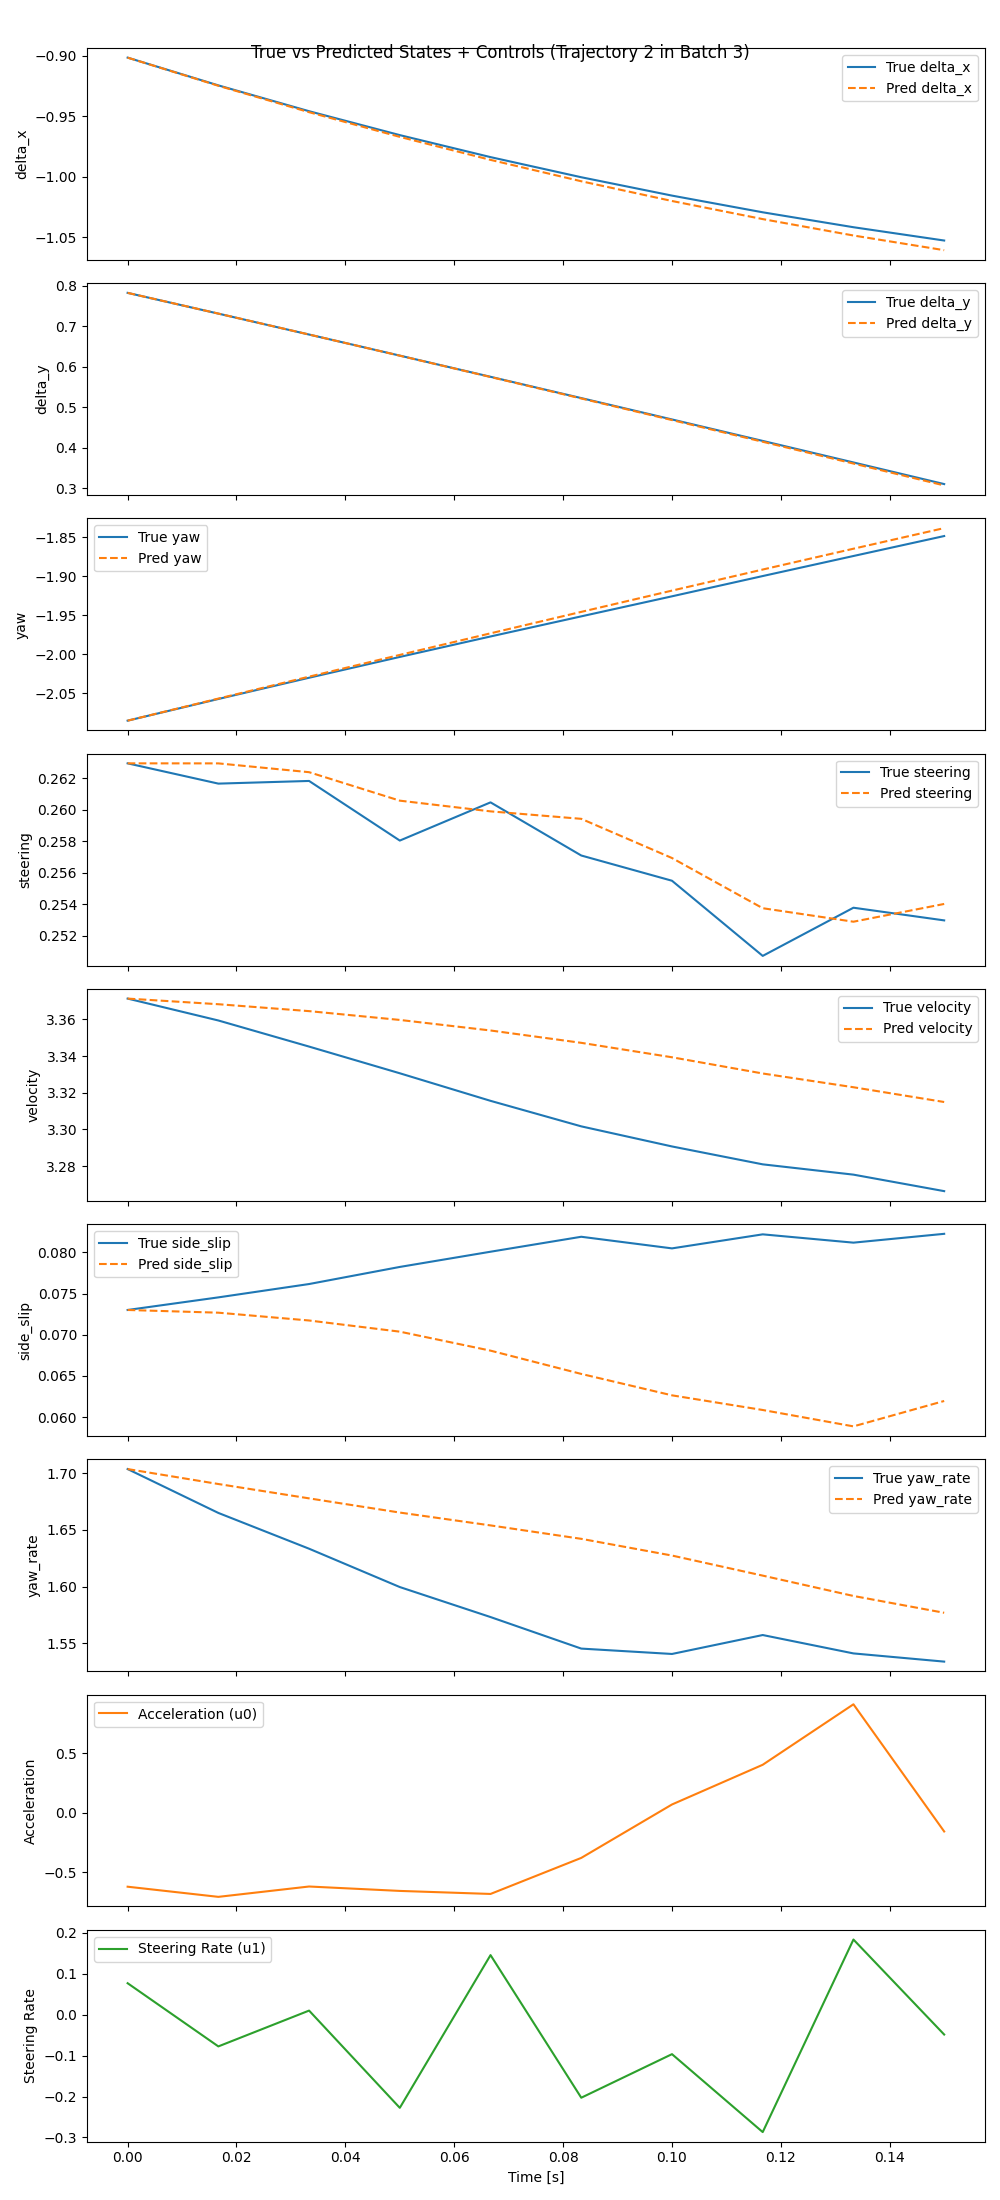 True vs Predicted States + Controls (Trajectory 2 in Batch 3)
delta_x
−0.90
−0.95
−1.00
−1.05
True delta_x
Pred delta_x
delta_y
0.8
0.7
0.6
0.5
0.4
0.3
True delta_y
Pred delta_y
yaw
−1.85
−1.90
−1.95
−2.00
−2.05
True yaw
Pred yaw
steering
0.262
0.260
0.258
0.256
0.254
0.252
True steering
Pred steering
velocity
3.36
3.34
3.32
3.30
3.28
True velocity
Pred velocity
side_slip
0.080
0.075
0.070
0.065
0.060
True side_slip
Pred side_slip
yaw_rate
1.70
1.65
1.60
1.55
True yaw_rate
Pred yaw_rate
Acceleration
0.5
0.0
−0.5
Acceleration (u0)
Steering Rate
0.2
0.1
0.0
−0.1
−0.2
−0.3
Steering Rate (u1)
0.00 0.02 0.04 0.06 0.08 0.10 0.12 0.14
Time [s]